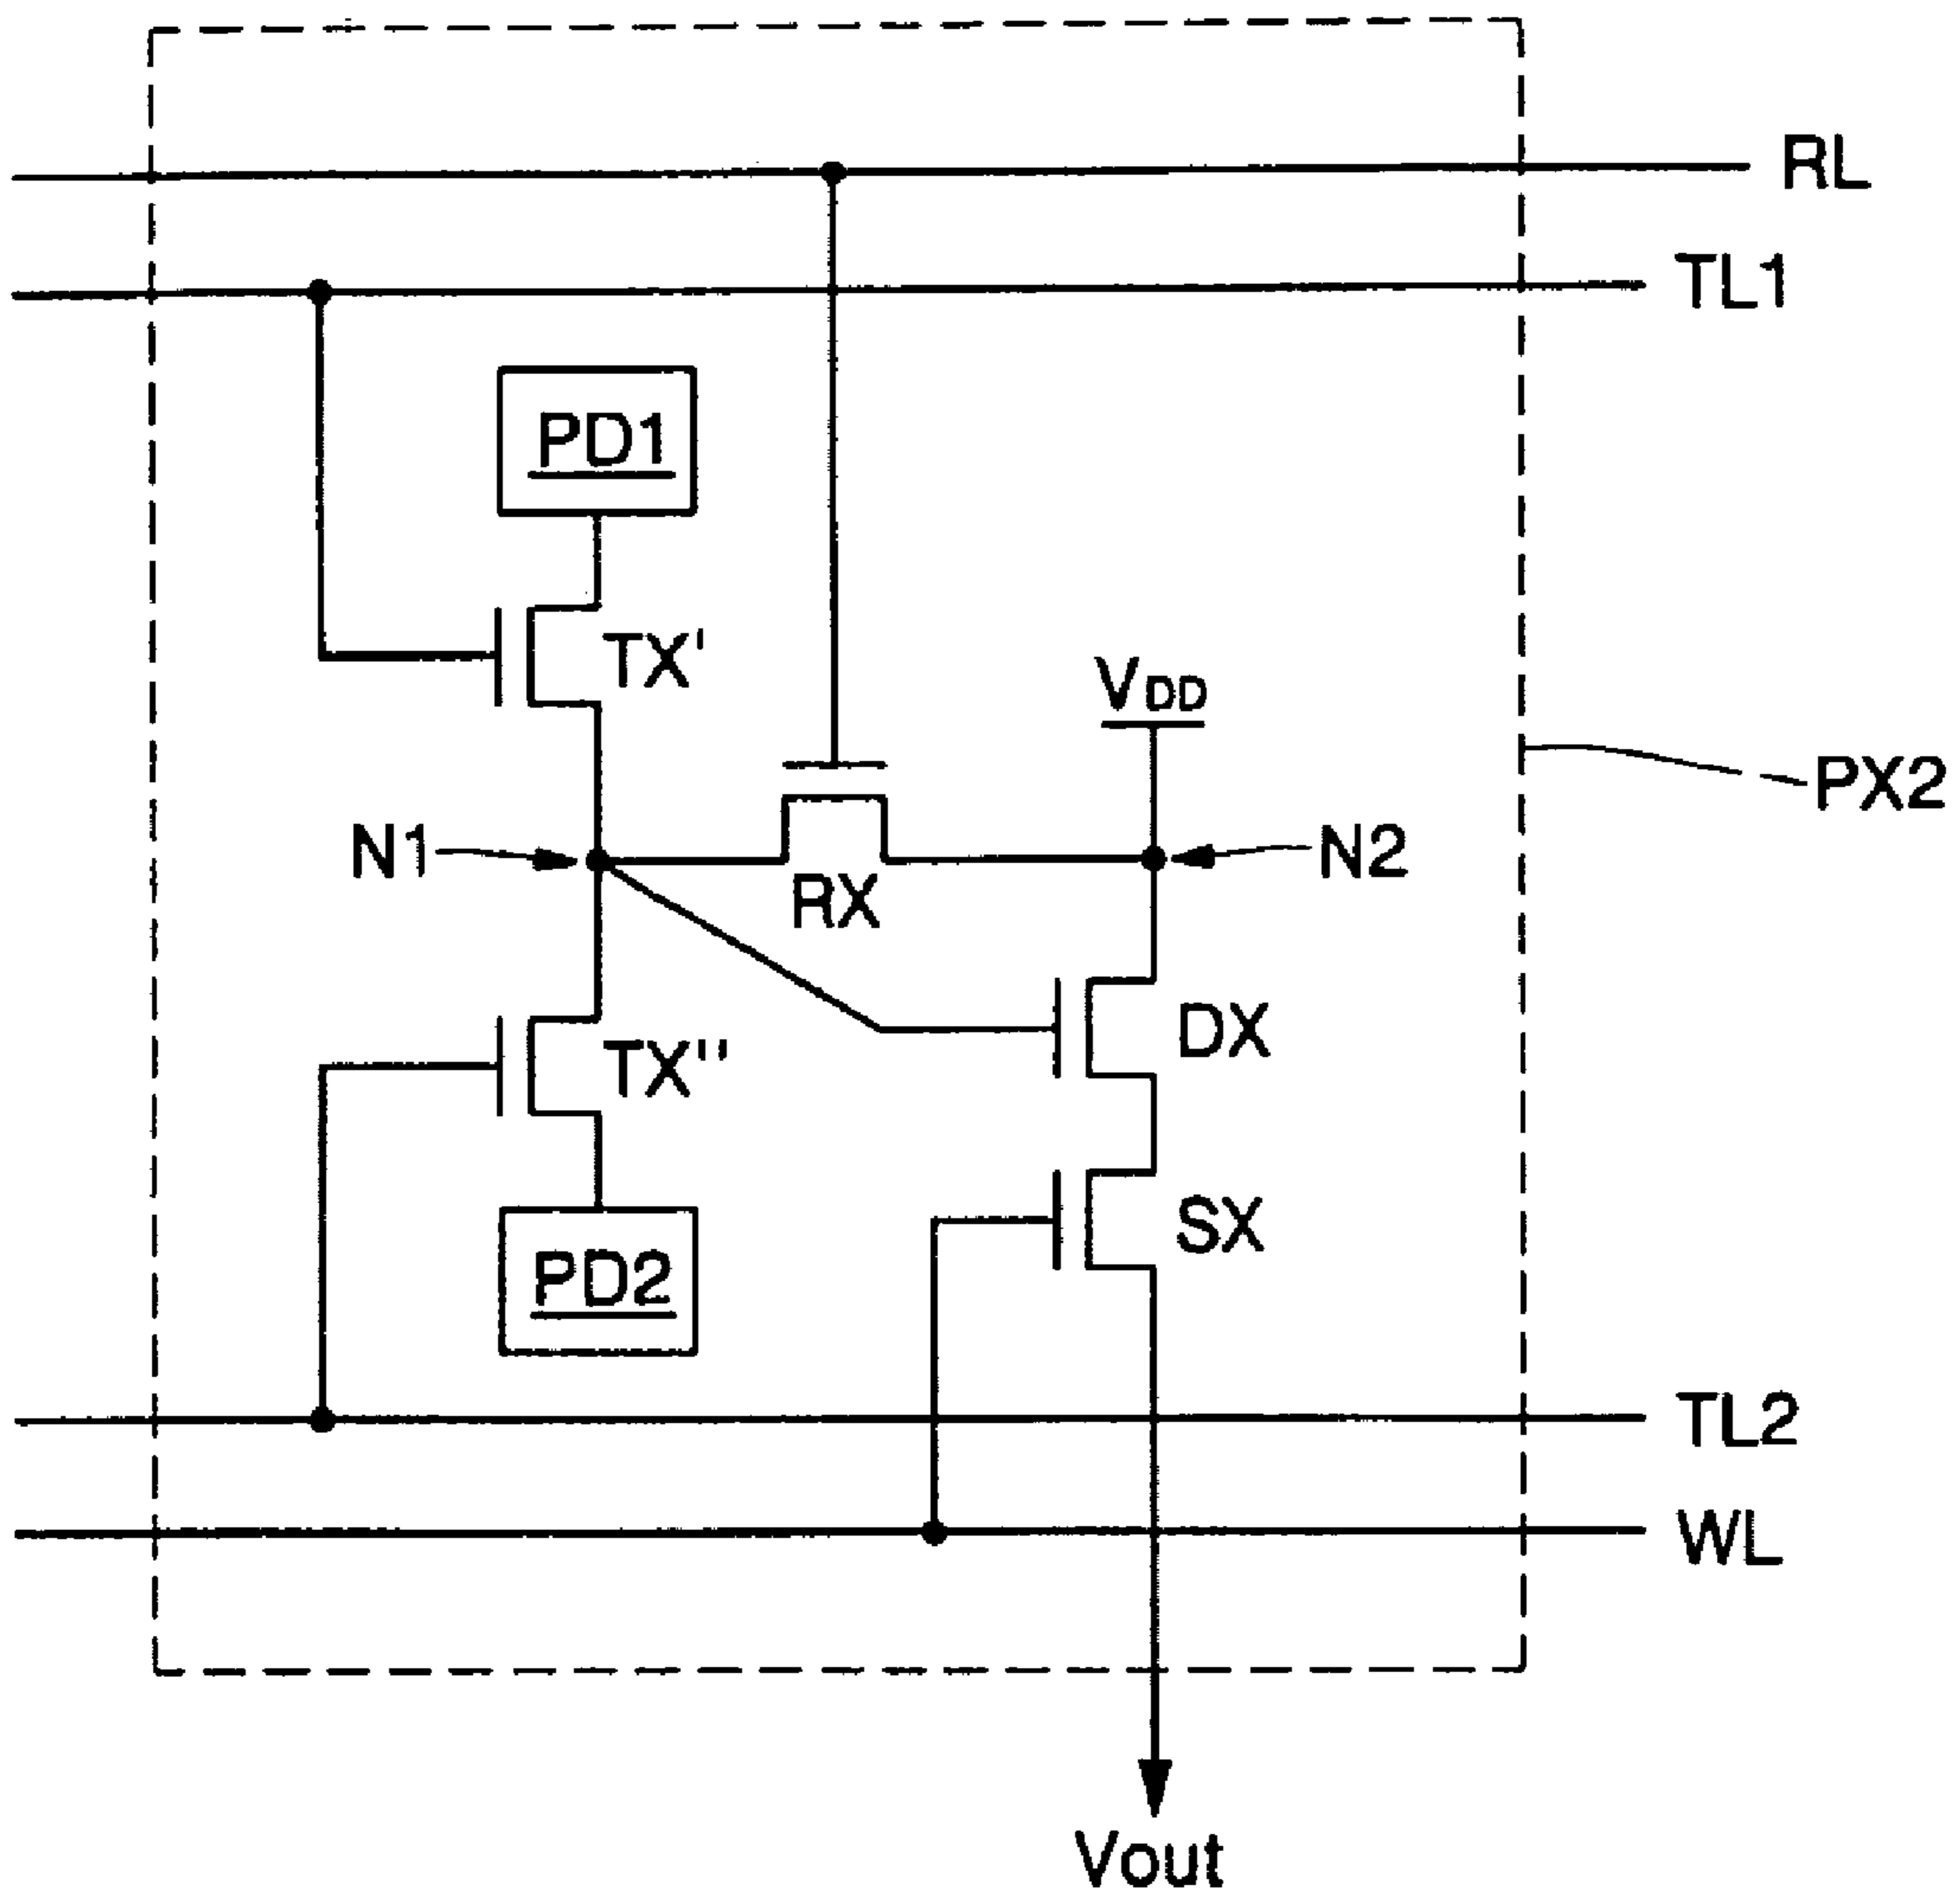 RL
TL1
PD1
TX'
VDD
PX2
N1
N2
RX
DX
TX"
SX
PD2
TL2
WL
Vout